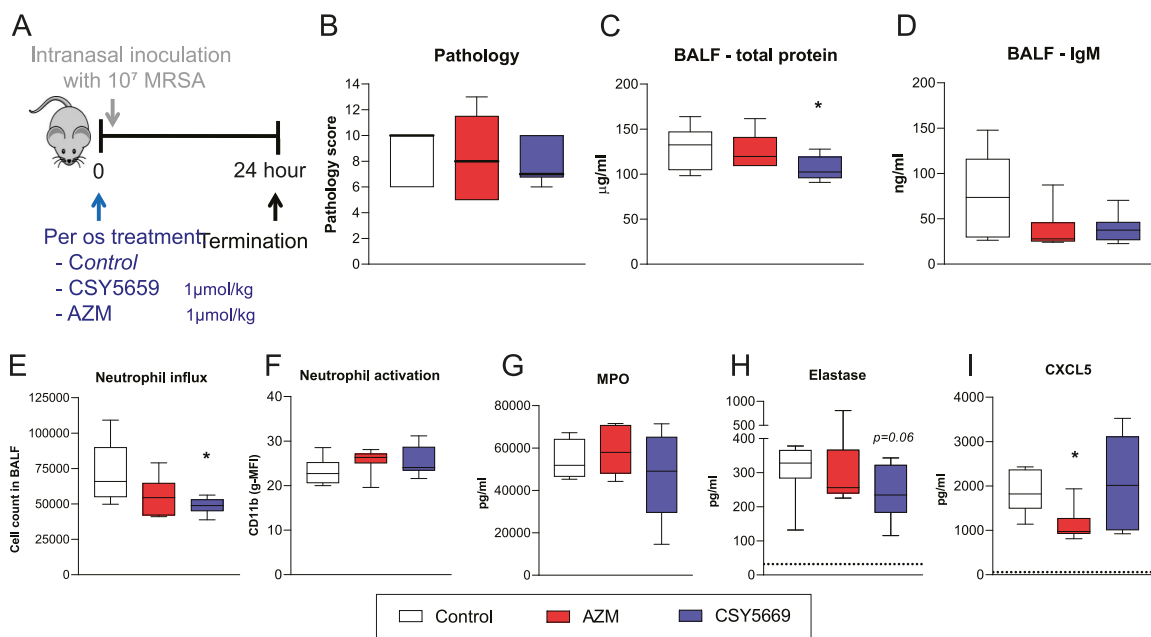 A
Intranasal inoculation
with 10⁷ MRSA
0
24 hour
Per os treatment
Termination
- Control
- CSY5659 1µmol/kg
- AZM 1µmol/kg
B
Pathology
Pathology score
14
12
10
8
6
4
2
0
C
BALF - total protein
µg/ml
200
150
100
50
0
*
D
BALF - IgM
ng/ml
200
150
100
50
0
E
Neutrophil influx
Cell count in BALF
125000
100000
75000
50000
25000
0
*
F
Neutrophil activation
CD11b (g-MFI)
40
30
20
10
0
G
MPO
pg/ml
80000
60000
40000
20000
0
H
Elastase
pg/ml
1000
500
400
300
200
100
0
p=0.06
I
CXCL5
pg/ml
4000
3000
2000
1000
0
*
Control AZM CSY5669